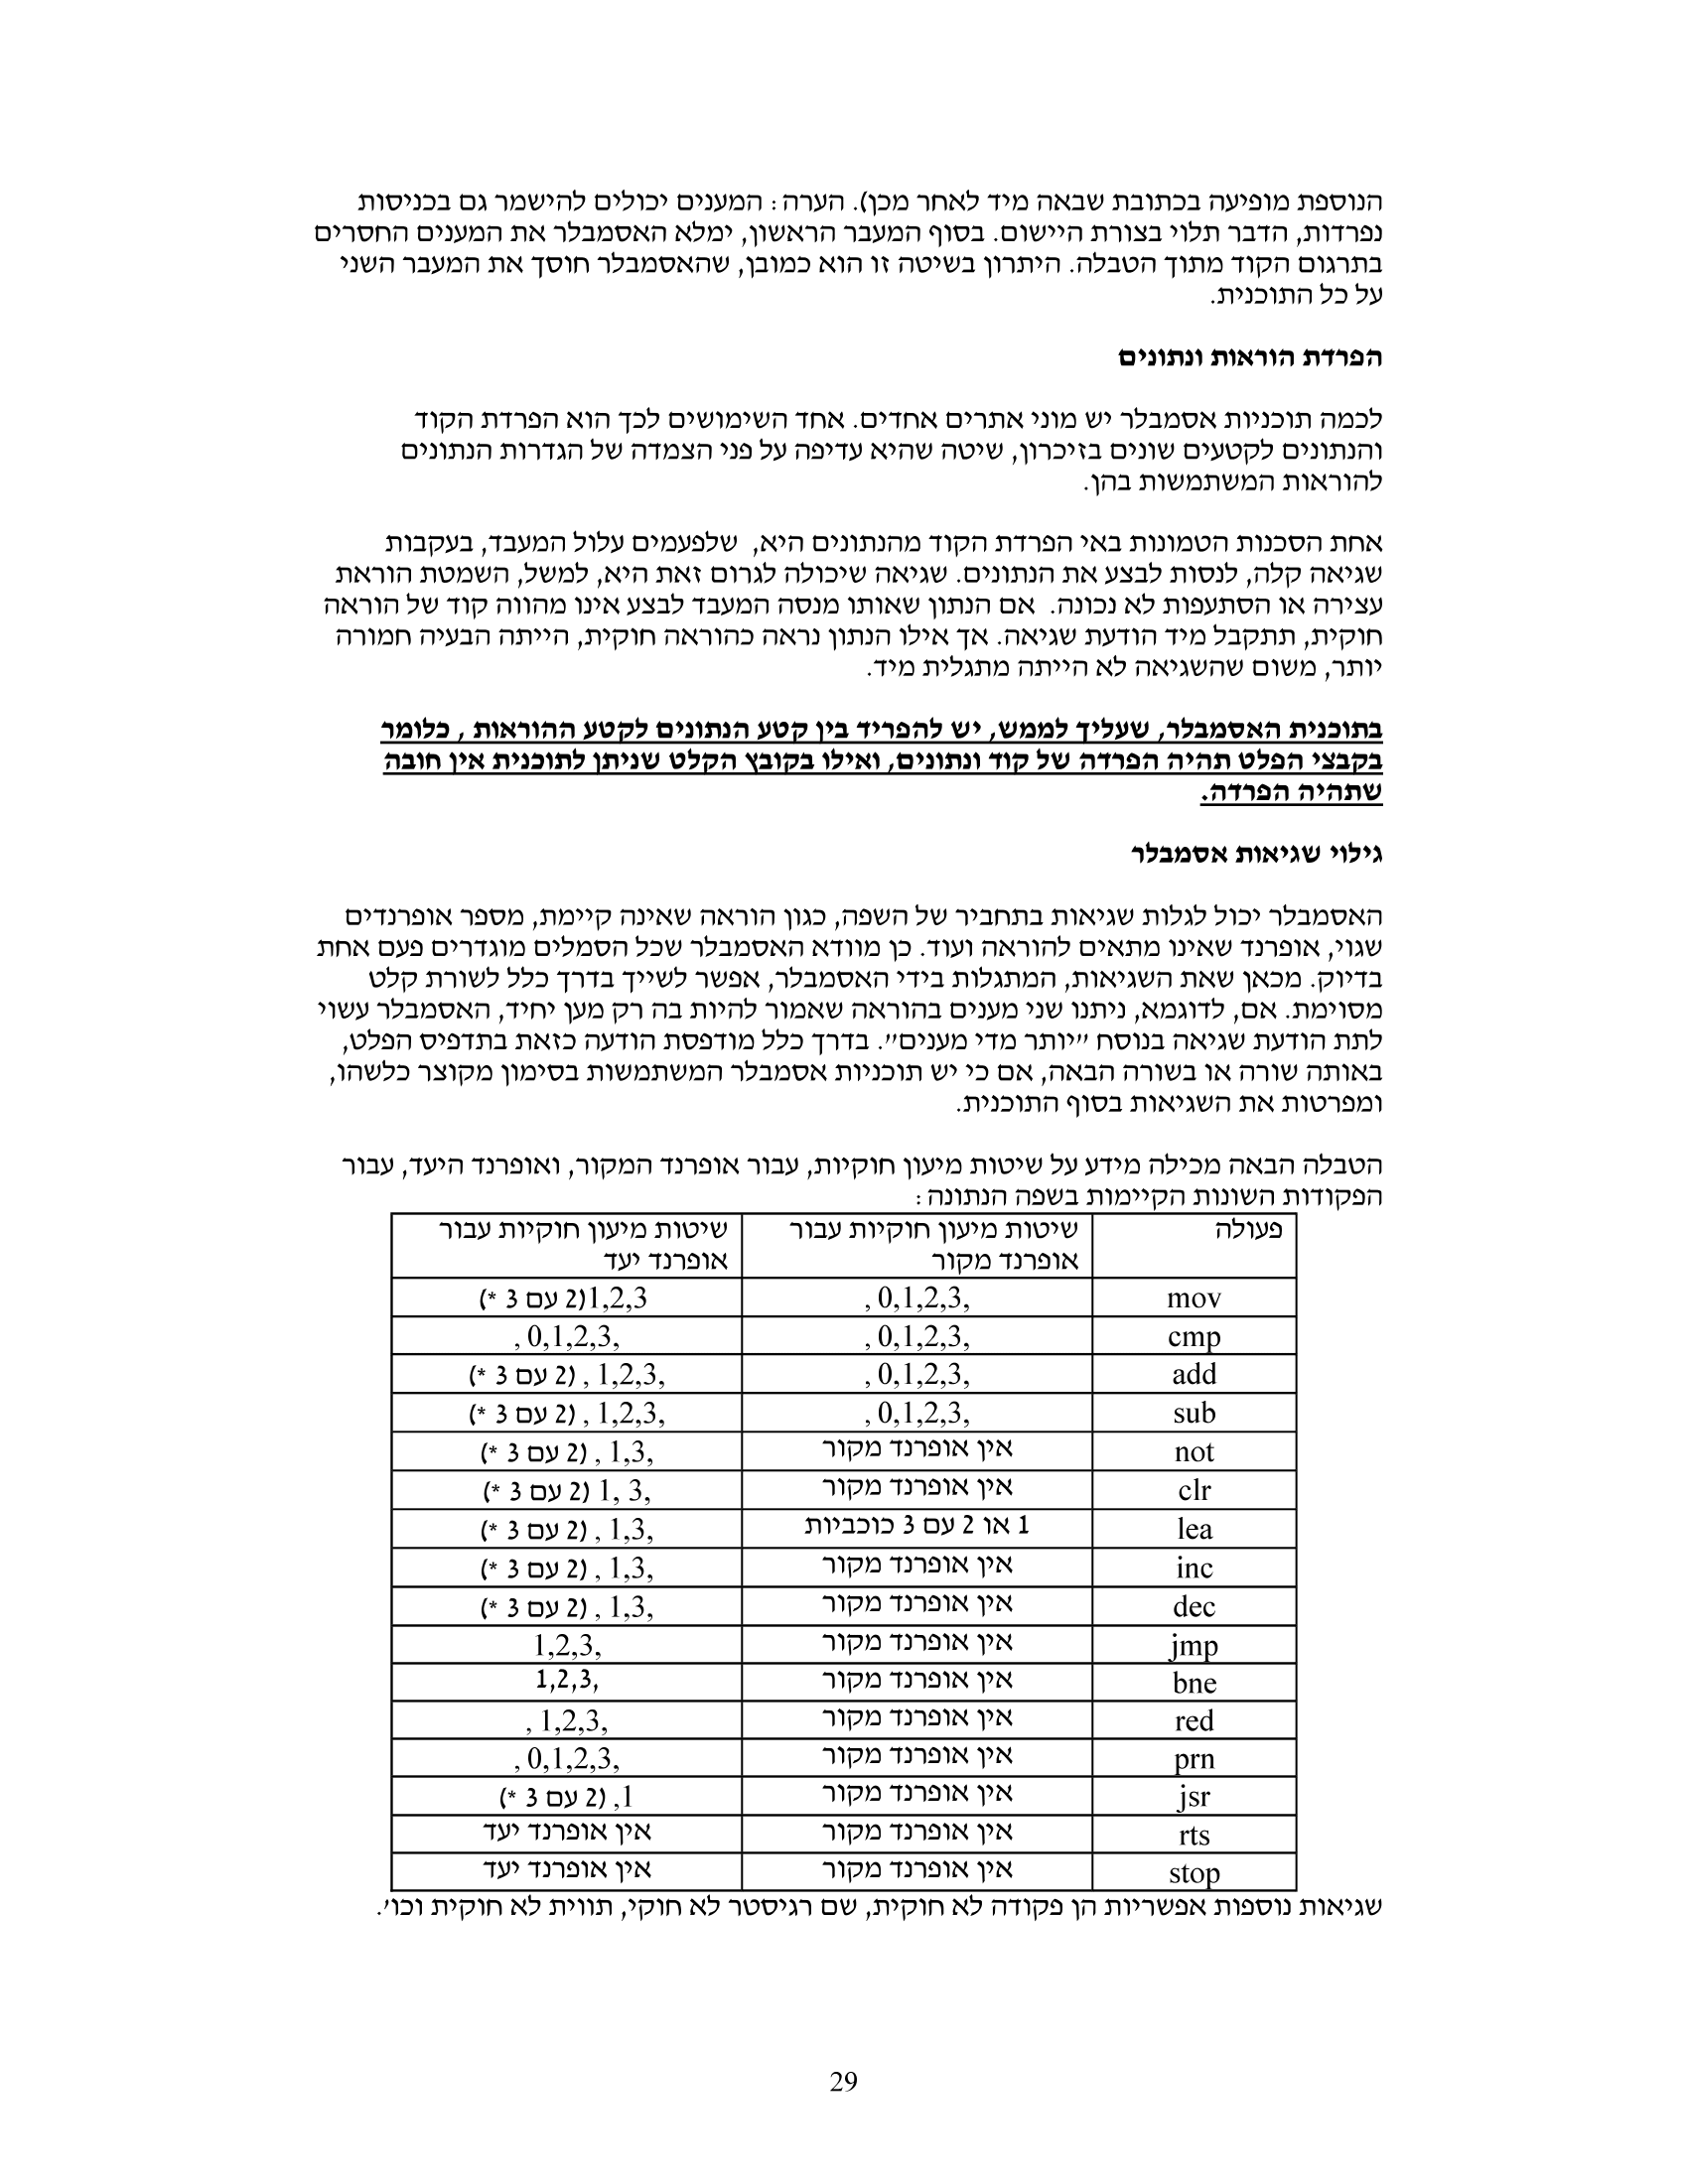 הנוספת מופיעה בכתובת שבאה מיד לאחר מכן). הערה: המענים יכולים להישמר גם בכניסות
נפרדות, הדבר תלוי בצורת היישום. בסוף המעבר הראשון, ימלא האסמבלר את המענים החסרים
בתרגום הקוד מתוך הטבלה. היתרון בשיטה זו הוא כמובן, שהאסמבלר חוסך את המעבר השני
על כל התוכנית.
הפרדת הוראות ונתונים
לכמה תוכניות אסמבלר יש מוני אתרים אחדים. אחד השימושים לכך הוא הפרדת הקוד
והנתונים לקטעים שונים בזיכרון, שיטה שהיא עדיפה על פני הצמדה של הגדרות הנתונים
להוראות המשתמשות בהן.
אחת הסכנות הטמונות באי הפרדת הקוד מהנתונים היא,  שלפעמים עלול המעבד, בעקבות
שגיאה קלה, לנסות לבצע את הנתונים. שגיאה שיכולה לגרום זאת היא, למשל, השמטת הוראת
עצירה או הסתעפות לא נכונה.  אם הנתון שאותו מנסה המעבד לבצע אינו מהווה קוד של הוראה
חוקית, תתקבל מיד הודעת שגיאה. אך אילו הנתון נראה כהוראה חוקית, הייתה הבעיה חמורה
יותר, משום שהשגיאה לא הייתה מתגלית מיד.
בתוכנית האסמבלר, שעליך לממש, יש להפריד בין קטע הנתונים לקטע ההוראות , כלומר
בקבצי הפלט תהיה הפרדה של קוד ונתונים, ואילו בקובץ הקלט שניתן לתוכנית אין חובה
שתהיה הפרדה.
גילוי שגיאות אסמבלר
האסמבלר יכול לגלות שגיאות בתחביר של השפה, כגון הוראה שאינה קיימת, מספר אופרנדים
שגוי, אופרנד שאינו מתאים להוראה ועוד. כן מוודא האסמבלר שכל הסמלים מוגדרים פעם אחת
בדיוק. מכאן שאת השגיאות, המתגלות בידי האסמבלר, אפשר לשייך בדרך כלל לשורת קלט
מסוימת. אם, לדוגמא, ניתנו שני מענים בהוראה שאמור להיות בה רק מען יחיד, האסמבלר עשוי
לתת הודעת שגיאה בנוסח "יותר מדי מענים". בדרך כלל מודפסת הודעה כזאת בתדפיס הפלט,
באותה שורה או בשורה הבאה, אם כי יש תוכניות אסמבלר המשתמשות בסימון מקוצר כלשהו,
ומפרטות את השגיאות בסוף התוכנית.
הטבלה הבאה מכילה מידע על שיטות מיעון חוקיות, עבור אופרנד המקור, ואופרנד היעד, עבור
הפקודות השונות הקיימות בשפה הנתונה:
פעולה שיטות מיעון חוקיות עבור אופרנד מקור שיטות מיעון חוקיות עבור אופרנד יעד
mov , 0,1,2,3, 1,2,3(2 עם 3 *)
cmp , 0,1,2,3, , 0,1,2,3,
add , 0,1,2,3, (2 עם 3 *) , 1,2,3,
sub , 0,1,2,3, (2 עם 3 *) , 1,2,3,
not אין אופרנד מקור (2 עם 3 *) , 1,3,
clr אין אופרנד מקור (2 עם 3 *) 1, 3,
lea 1 או 2 עם 3 כוכביות (2 עם 3 *) , 1,3,
inc אין אופרנד מקור (2 עם 3 *) , 1,3,
dec אין אופרנד מקור (2 עם 3 *) , 1,3,
jmp אין אופרנד מקור 1,2,3,
bne אין אופרנד מקור 1,2,3,
red אין אופרנד מקור , 1,2,3,
prn אין אופרנד מקור , 0,1,2,3,
jsr אין אופרנד מקור 1, (2 עם 3 *)
rts אין אופרנד מקור אין אופרנד יעד
stop אין אופרנד מקור אין אופרנד יעד
שגיאות נוספות אפשריות הן פקודה לא חוקית, שם רגיסטר לא חוקי, תווית לא חוקית וכו'.
29